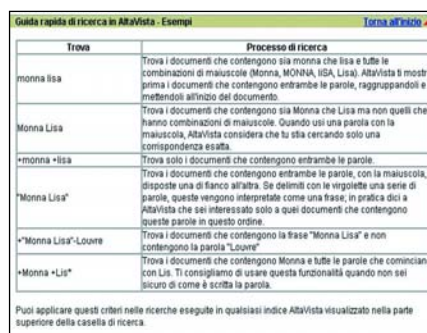 Guida rapida di ricerca in AltaVista - Esempi
Torna all'inizio
Trova
Processo di ricerca
monna lisa
Trova i documenti che contengono sia monna che lisa e tutte le
combinazioni di maiuscole (Monna, MONNA, lISA, Lisa). AltaVista ti mostra
prima i documenti che contengono entrambe le parole, raggruppandoli e
mettendoli all'inizio del documento.
Monna Lisa
Trova i documenti che contengono sia Monna che Lisa ma non quelli che
hanno combinazioni di maiuscole. Quando usi una parola con la
maiuscola, AltaVista considera che tu stia cercando solo una
corrispondenza esatta.
+monna +lisa
Trova solo i documenti che contengono entrambe le parole.
"Monna Lisa"
Trova i documenti che contengono entrambe le parole, con la maiuscola,
disposte una di fianco all'altra. Se delimiti con le virgolette una serie di
parole, queste vengono interpretate come una frase; in pratica dici a
AltaVista che sei interessato solo a quei documenti che contengono
queste parole in questo ordine.
+"Monna Lisa"-Louvre
Trova i documenti che contengono la frase "Monna Lisa" e non
contengono la parola "Louvre"
+Monna +Lis*
Trova i documenti che contengono Monna e tutte le parole che cominciano
con Lis. Ti consigliamo di usare questa funzionalità quando non sei
sicuro di come è scritta la parola.
Puoi applicare questi criteri nelle ricerche eseguite in qualsiasi indice AltaVista visualizzato nella parte
superiore della casella di ricerca.